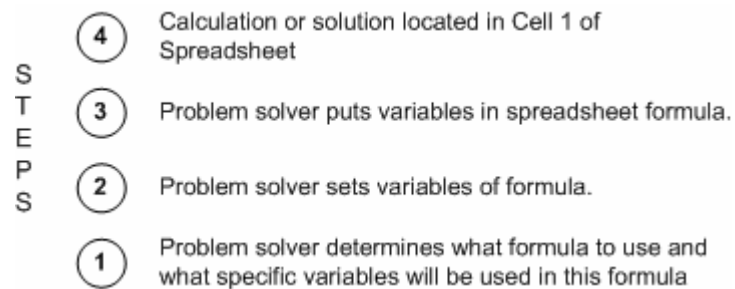 STEPS
4
Calculation or solution located in Cell 1 of
Spreadsheet
3
Problem solver puts variables in spreadsheet formula.
2
Problem solver sets variables of formula.
1
Problem solver determines what formula to use and
what specific variables will be used in this formula